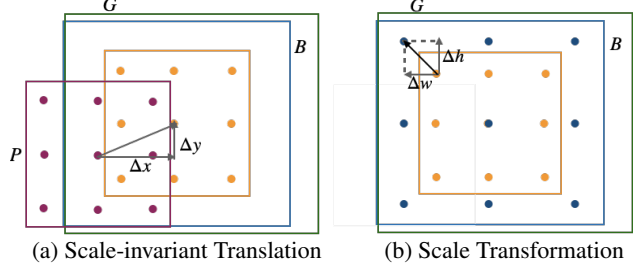 G
B
P
Δx
Δy
(a) Scale-invariant Translation
G
B
Δh
Δw
(b) Scale Transformation